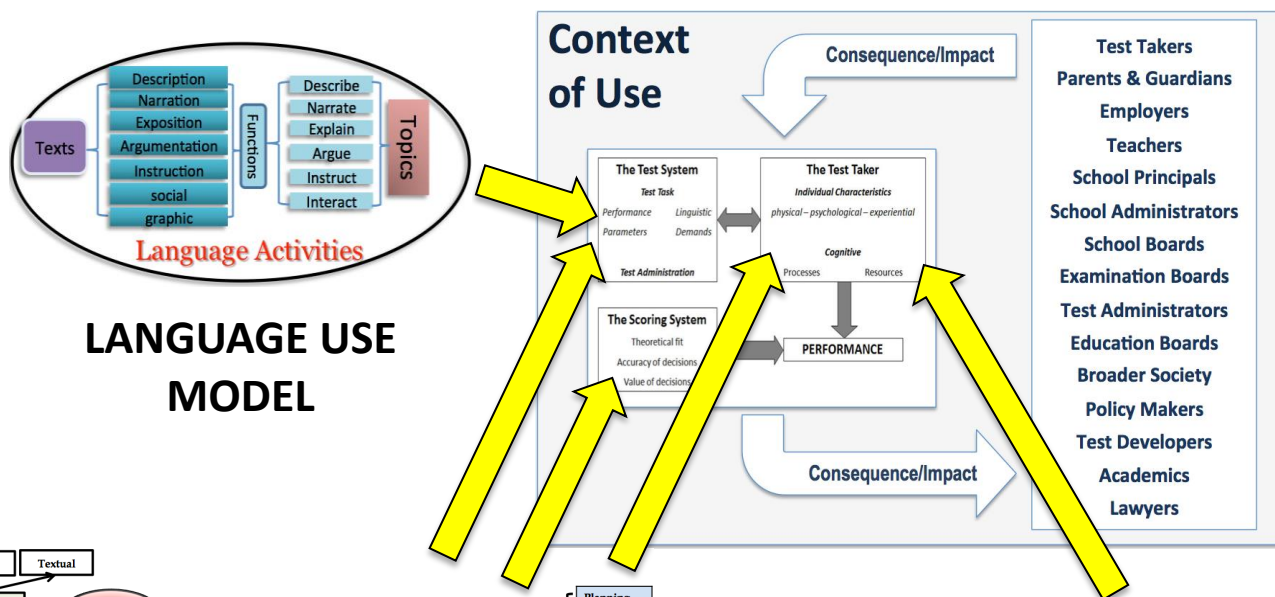 Texts
Description
Narration
Exposition
Argumentation
Instruction
social
graphic
Functions
Describe
Narrate
Explain
Argue
Instruct
Interact
Topics
Language Activities
LANGUAGE USE
MODEL
Context
of Use
Consequence/Impact
The Test System
Test Task
Performance Linguistic
Parameters Demands
Test Administration
The Test Taker
Individual Characteristics
physical – psychological – experiential
Cognitive
Processes Resources
The Scoring System
Theoretical fit
Accuracy of decisions
Value of decisions
PERFORMANCE
Consequence/Impact
Test Takers
Parents & Guardians
Employers
Teachers
School Principals
School Administrators
School Boards
Examination Boards
Test Administrators
Education Boards
Broader Society
Policy Makers
Test Developers
Academics
Lawyers
Textual
Planning